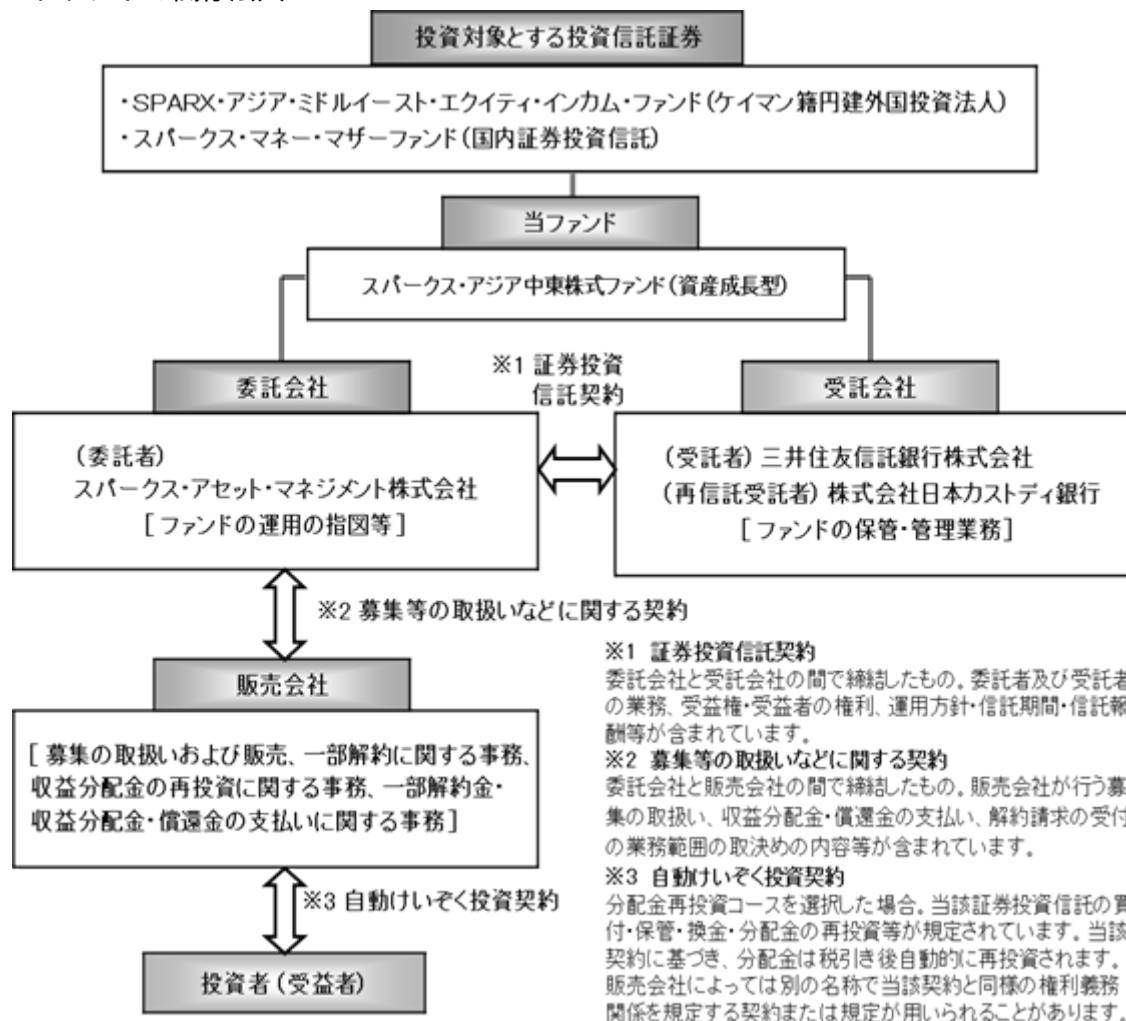 投資対象とする投資信託証券
・SPARX・アジア・ミドルイースト・エクイティ・インカム・ファンド(ケイマン籍円建外国投資法人)
・スパークス・マネー・マザーファンド(国内証券投資信託)
当ファンド
スパークス・アジア中東株式ファンド(資産成長型)
※1 証券投資
信託契約
委託会社
(委託者)
スパークス・アセット・マネジメント株式会社
[ファンドの運用の指図等]
受託会社
(受託者) 三井住友信託銀行株式会社
(再信託受託者) 株式会社日本カストディ銀行
[ファンドの保管・管理業務]
※2 募集等の取扱いなどに関する契約
販売会社
[募集の取扱いおよび販売、一部解約に関する事務、
収益分配金の再投資に関する事務、一部解約金・
収益分配金・償還金の支払いに関する事務]
※3 自動けいぞく投資契約
投資者(受益者)
※1 証券投資信託契約
委託会社と受託会社の間で締結したもの。委託者及び受託者
の業務、受益権・受益者の権利、運用方針・信託期間・信託報
酬等が含まれています。
※2 募集等の取扱いなどに関する契約
委託会社と販売会社の間で締結したもの。販売会社が行う募
集の取扱い、収益分配金・償還金の支払い、解約請求の受付
の業務範囲の取決めの内容等が含まれています。
※3 自動けいぞく投資契約
分配金再投資コースを選択した場合。当該証券投資信託の買
付・保管・換金・分配金の再投資等が規定されています。当該
契約に基づき、分配金は税引き後自動的に再投資されます。
販売会社によっては別の名称で当該契約と同様の権利義務
関係を規定する契約または規定が用いられることがあります。